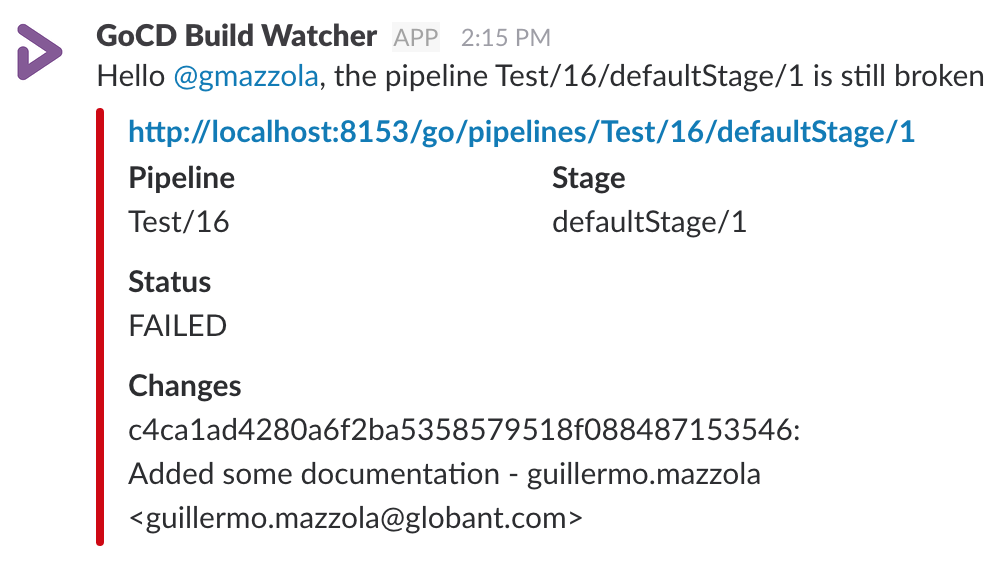 GoCD Build Watcher APP 2:15 PM
Hello @gmazzola, the pipeline Test/16/defaultStage/1 is still broken
http://localhost:8153/go/pipelines/Test/16/defaultStage/1
Pipeline Stage
Test/16 defaultStage/1
Status
FAILED
Changes
c4ca1ad4280a6f2ba5358579518f088487153546:
Added some documentation - guillermo.mazzola
<guillermo.mazzola@globant.com>